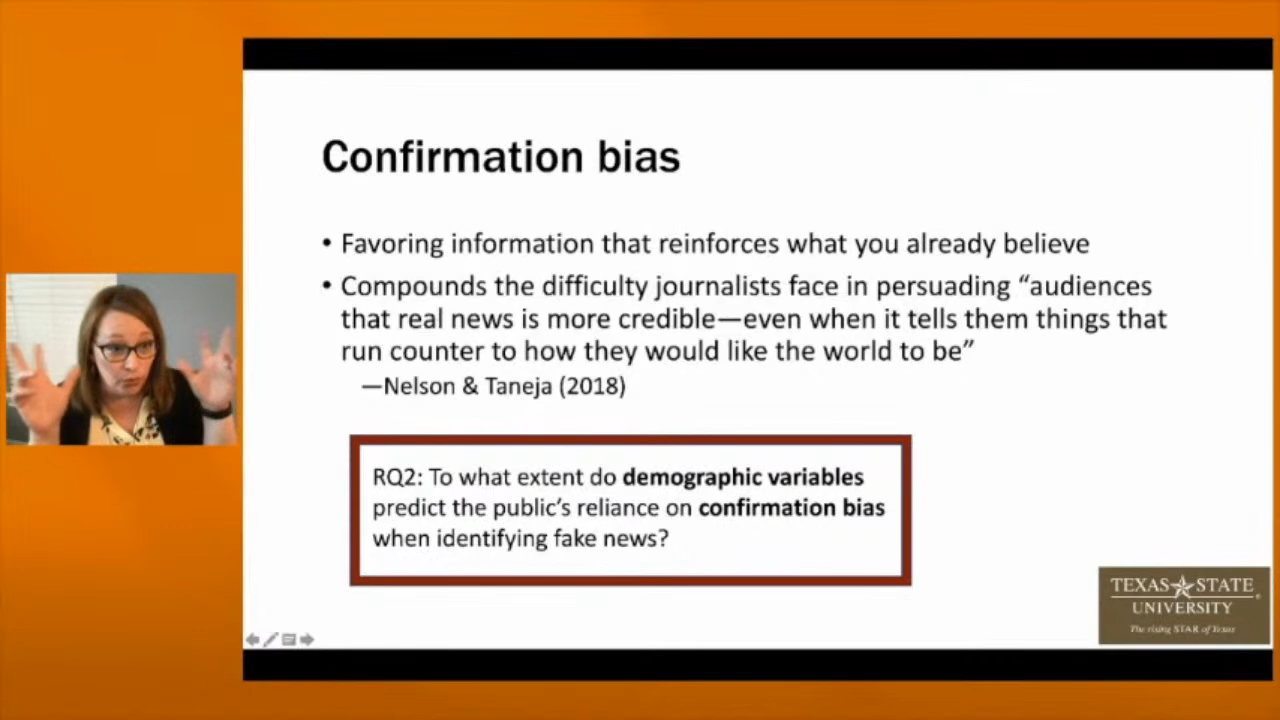 Confirmation bias
• Favoring information that reinforces what you already believe
• Compounds the difficulty journalists face in persuading “audiences
that real news is more credible—even when it tells them things that
run counter to how they would like the world to be”
—Nelson & Taneja (2018)
RQ2: To what extent do demographic variables
predict the public’s reliance on confirmation bias
when identifying fake news?
TEXAS STATE
UNIVERSITY
The rising STAR of Texas